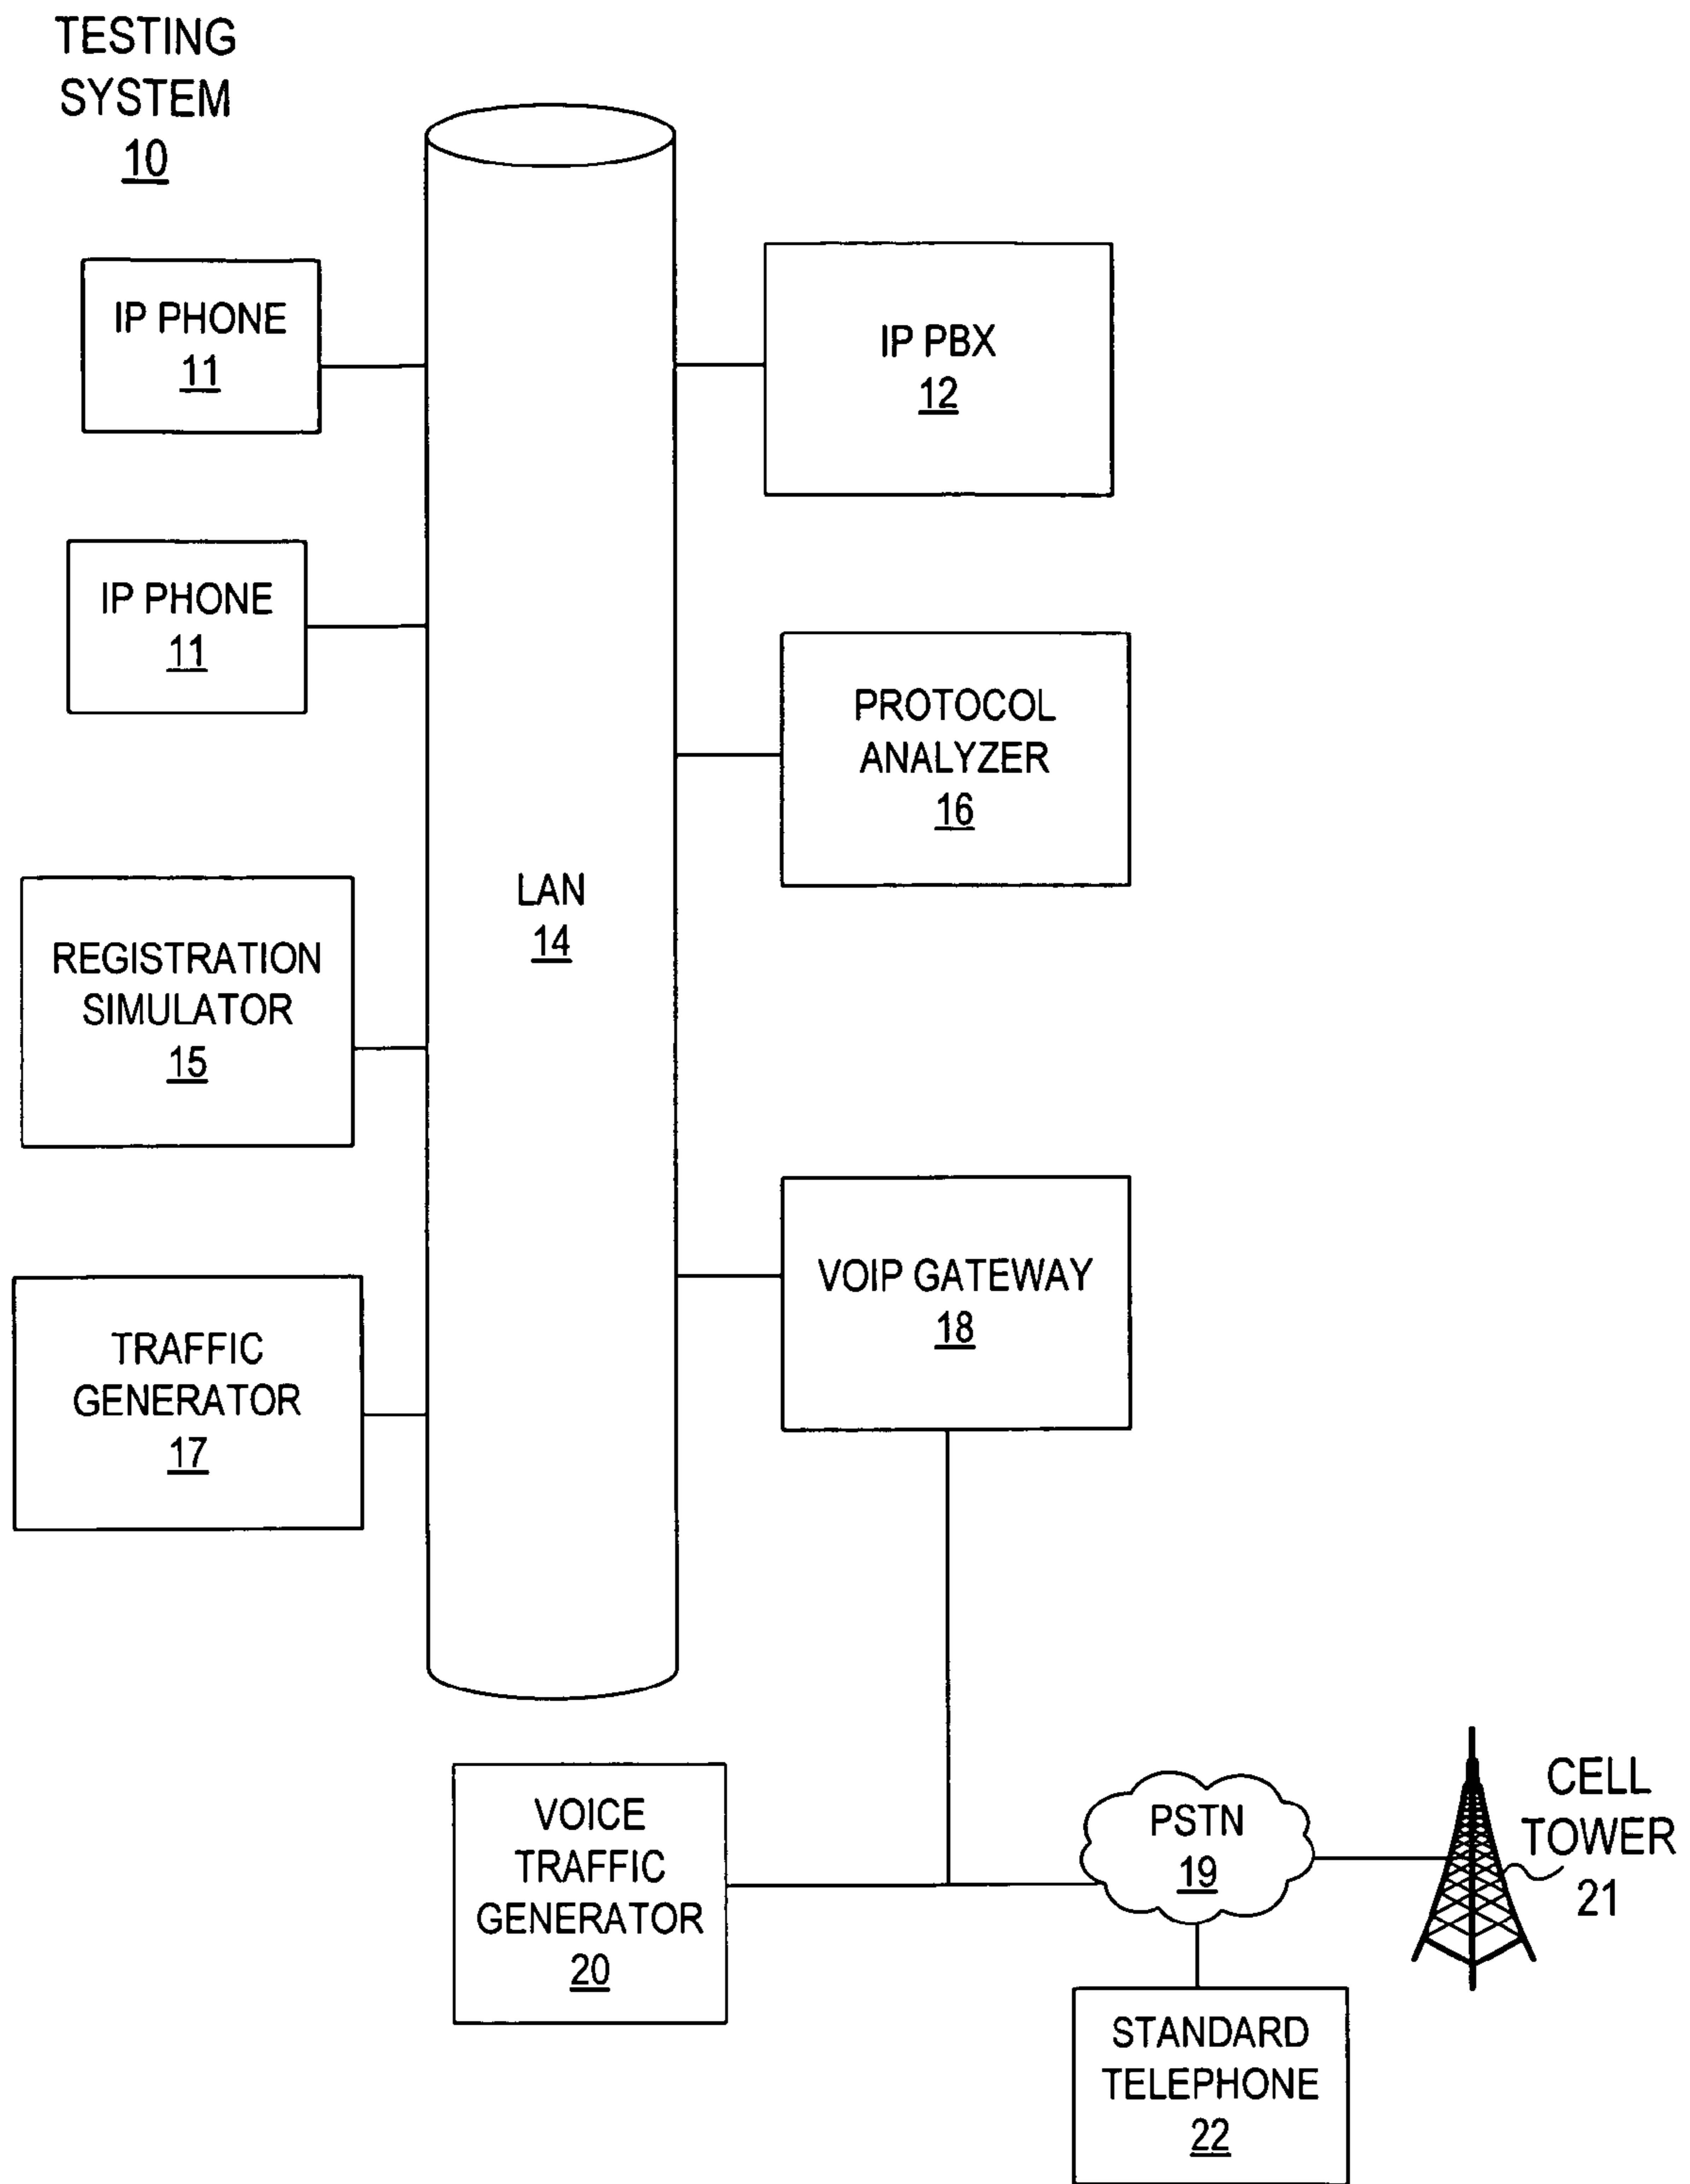 TESTING
SYSTEM
10
IP PHONE
11
IP PBX
12
IP PHONE
11
PROTOCOL
ANALYZER
16
LAN
14
REGISTRATION
SIMULATOR
15
VOIP GATEWAY
18
TRAFFIC
GENERATOR
17
VOICE
TRAFFIC
GENERATOR
20
PSTN
19
CELL
TOWER
21
STANDARD
TELEPHONE
22